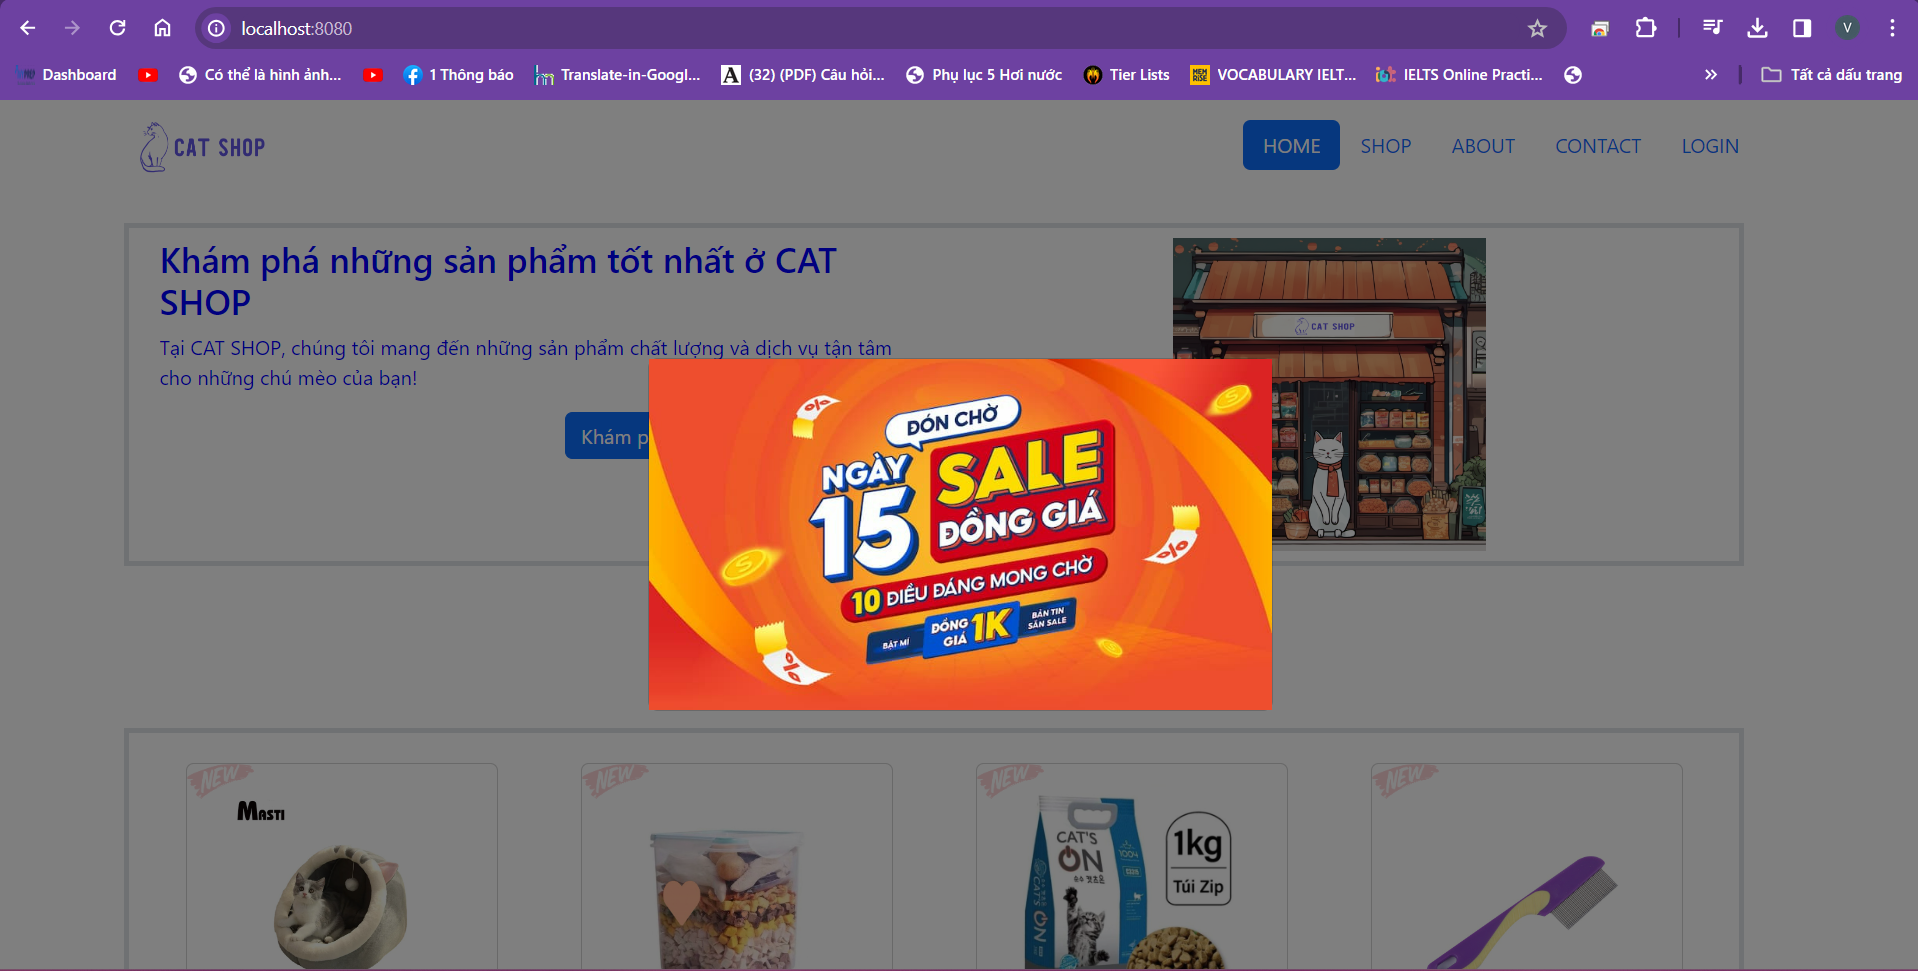 localhost:8080
Dashboard
Có thể là hình ảnh...
1 Thông báo
Translate-in-Googl...
(32) (PDF) Câu hỏi...
Phụ lục 5 Hơi nước
Tier Lists
VOCABULARY IELT...
IELTS Online Practi...
Tất cả dấu trang
CAT SHOP
HOME
SHOP
ABOUT
CONTACT
LOGIN
Khám phá những sản phẩm tốt nhất ở CAT
SHOP
Tại CAT SHOP, chúng tôi mang đến những sản phẩm chất lượng và dịch vụ tận tâm
cho những chú mèo của bạn!
Khám p
CAT SHOP
ĐÓN CHỜ
NGÀY
15
SALE
ĐỒNG GIÁ
10 ĐIỀU ĐÁNG MONG CHỜ
BẬT MÍ
ĐỒNG
GIÁ 1K
BẢN TIN
SĂN SALE
NEW
MASTI
NEW
NEW
CAT'S
ON
1kg
Túi Zip
CAT'S
ON
NEW